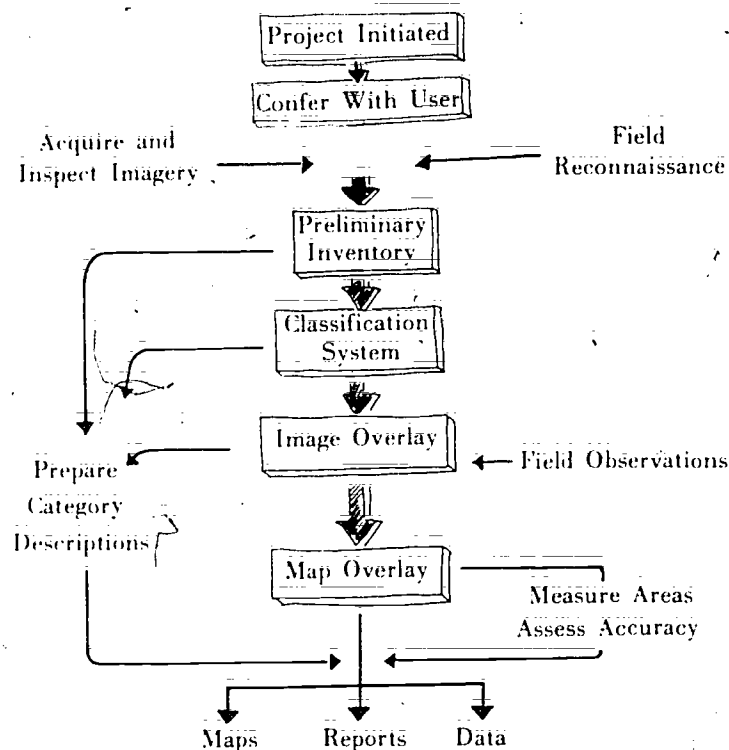 Project Initiated
Confer With User
Acquire and
Inspect Imagery
Field
Reconnaissance
Preliminary
Inventory
Classification
System
Image Overlay
Field Observations
Prepare
Category
Descriptions
Map Overlay
Measure Areas
Assess Accuracy
Maps
Reports
Data